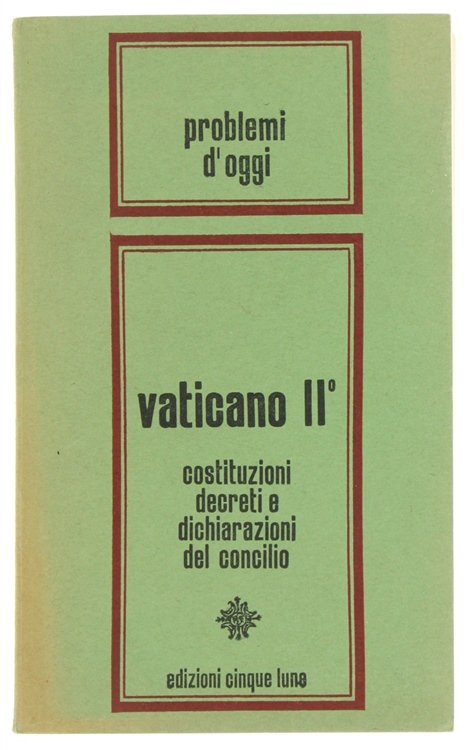 problemi
d'oggi
vaticano II°
costituzioni
decreti e
dichiarazioni
del concilio
edizioni cinque lune